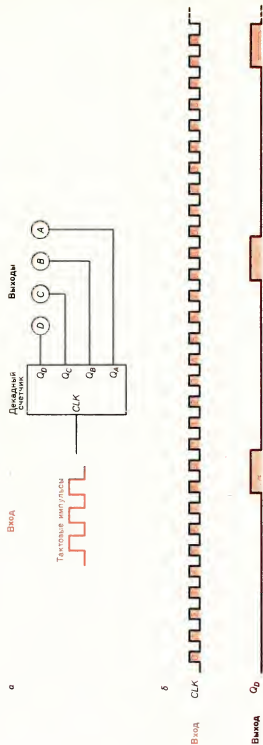 а
Вход
Декадный
счетчик
Выходы
Тактовые импульсы
CLK
Q_D
Q_C
Q_B
Q_A
D
C
B
A
б
Вход
CLK
Выход
Q_D